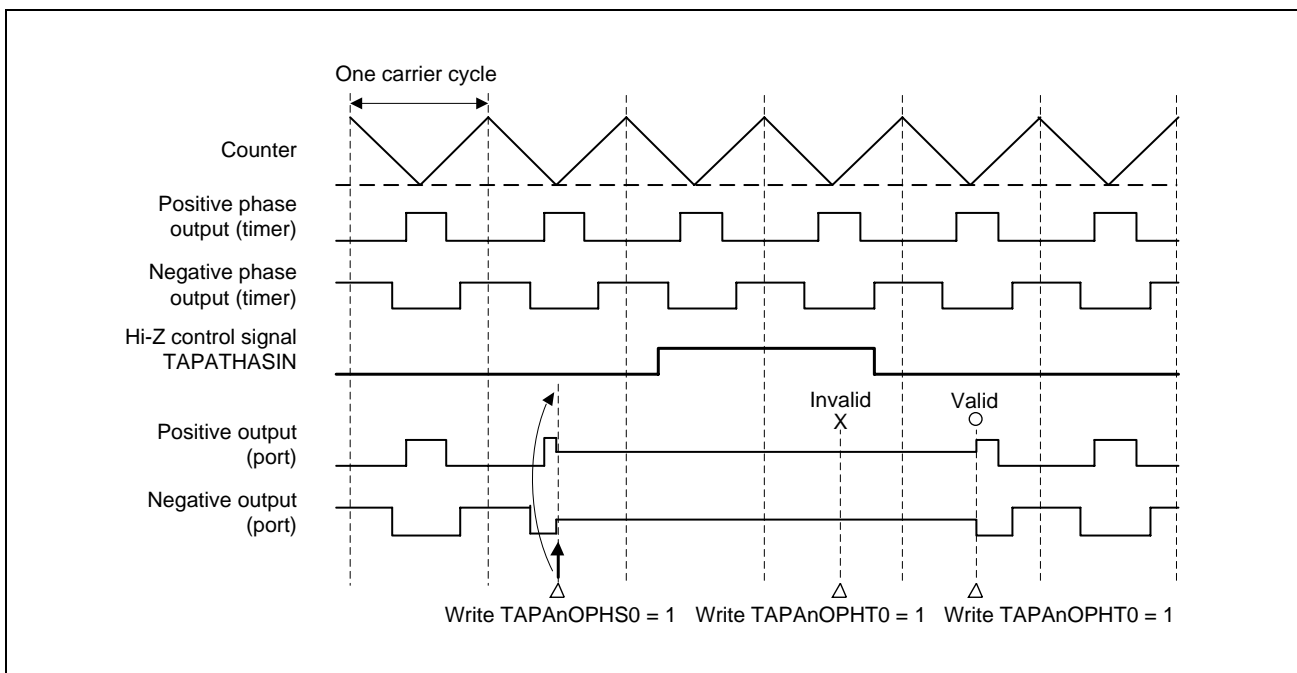 One carrier cycle
Counter
Positive phase
output (timer)
Negative phase
output (timer)
Hi-Z control signal
TAPATHASIN
Invalid
X
Valid
Positive output
(port)
Negative output
(port)
Write TAPAnOPHS0 = 1
Write TAPAnOPHT0 = 1
Write TAPAnOPHT0 = 1